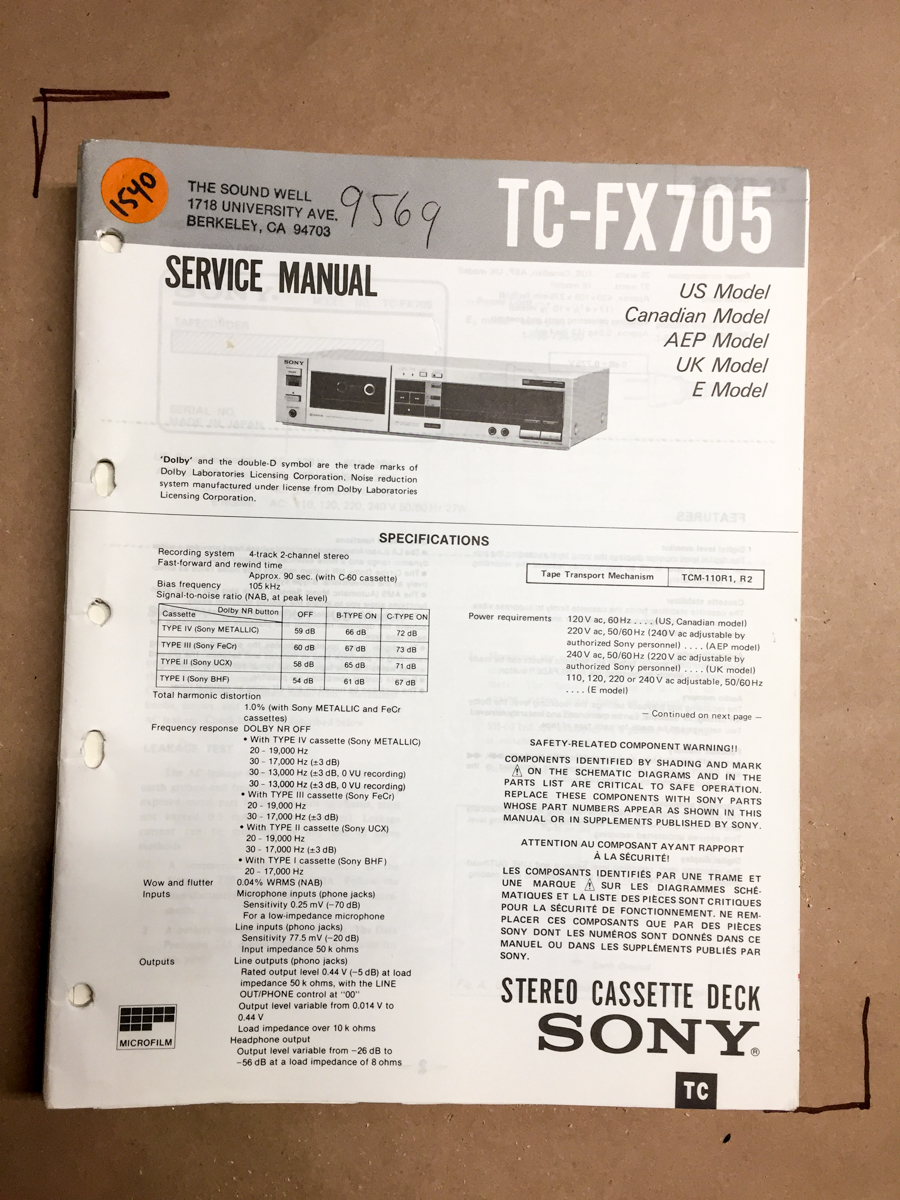 1540
THE SOUND WELL
1718 UNIVERSITY AVE.
BERKELEY, CA 94703
9569
TC-FX705
SERVICE MANUAL
US Model
Canadian Model
AEP Model
UK Model
E Model
SONY
'Dolby' and the double-D symbol are the trade marks of
Dolby Laboratories Licensing Corporation. Noise reduction
system manufactured under license from Dolby Laboratories
Licensing Corporation.
SPECIFICATIONS
Recording system 4-track 2-channel stereo
Fast-forward and rewind time
Approx. 90 sec. (with C-60 cassette)
Bias frequency 105 kHz
Signal-to-noise ratio (NAB, at peak level)
Cassette Dolby NR button OFF B-TYPE ON C-TYPE ON
TYPE IV (Sony METALLIC) 59 dB 66 dB 72 dB
TYPE III (Sony FeCr) 60 dB 67 dB 73 dB
TYPE II (Sony UCX) 58 dB 65 dB 71 dB
TYPE I (Sony BHF) 54 dB 61 dB 67 dB
Total harmonic distortion
1.0% (with Sony METALLIC and FeCr
cassettes)
Frequency response DOLBY NR OFF
• With TYPE IV cassette (Sony METALLIC)
20 - 19,000 Hz
30 - 17,000 Hz (±3 dB)
30 - 13,000 Hz (±3 dB, 0 VU recording)
30 - 13,000 Hz (±3 dB, 0 VU recording)
• With TYPE III cassette (Sony FeCr)
20 - 19,000 Hz
30 - 17,000 Hz (±3 dB)
• With TYPE II cassette (Sony UCX)
20 - 19,000 Hz
30 - 17,000 Hz (±3 dB)
• With TYPE I cassette (Sony BHF)
20 - 17,000 Hz
Wow and flutter 0.04% WRMS (NAB)
Inputs Microphone inputs (phone jacks)
Sensitivity 0.25 mV (−70 dB)
For a low-impedance microphone
Line inputs (phono jacks)
Sensitivity 77.5 mV (−20 dB)
Input impedance 50 k ohms
Outputs Line outputs (phono jacks)
Rated output level 0.44 V (−5 dB) at load
impedance 50 k ohms, with the LINE
OUT/PHONE control at "00"
Output level variable from 0.014 V to
0.44 V
Load impedance over 10 k ohms
Headphone output
Output level variable from −26 dB to
−56 dB at a load impedance of 8 ohms
MICROFILM
Tape Transport Mechanism TCM-110R1, R2
Power requirements 120 V ac, 60 Hz . . . . (US, Canadian model)
220 V ac, 50/60 Hz (240 V ac adjustable by
authorized Sony personnel) . . . . (AEP model)
240 V ac, 50/60 Hz (220 V ac adjustable by
authorized Sony personnel) . . . . (UK model)
110, 120, 220 or 240 V ac adjustable, 50/60 Hz
. . . . (E model)
— Continued on next page —
SAFETY-RELATED COMPONENT WARNING!!
COMPONENTS IDENTIFIED BY SHADING AND MARK
⚠ ON THE SCHEMATIC DIAGRAMS AND IN THE
PARTS LIST ARE CRITICAL TO SAFE OPERATION.
REPLACE THESE COMPONENTS WITH SONY PARTS
WHOSE PART NUMBERS APPEAR AS SHOWN IN THIS
MANUAL OR IN SUPPLEMENTS PUBLISHED BY SONY.
ATTENTION AU COMPOSANT AYANT RAPPORT
À LA SÉCURITÉ!
LES COMPOSANTS IDENTIFIÉS PAR UNE TRAME ET
UNE MARQUE ⚠ SUR LES DIAGRAMMES SCHÉ-
MATIQUES ET LA LISTE DES PIÈCES SONT CRITIQUES
POUR LA SÉCURITÉ DE FONCTIONNEMENT. NE REM-
PLACER CES COMPOSANTS QUE PAR DES PIÈCES
SONY DONT LES NUMÉROS SONT DONNÉS DANS CE
MANUEL OU DANS LES SUPPLÉMENTS PUBLIÉS PAR
SONY.
STEREO CASSETTE DECK
SONY®
TC